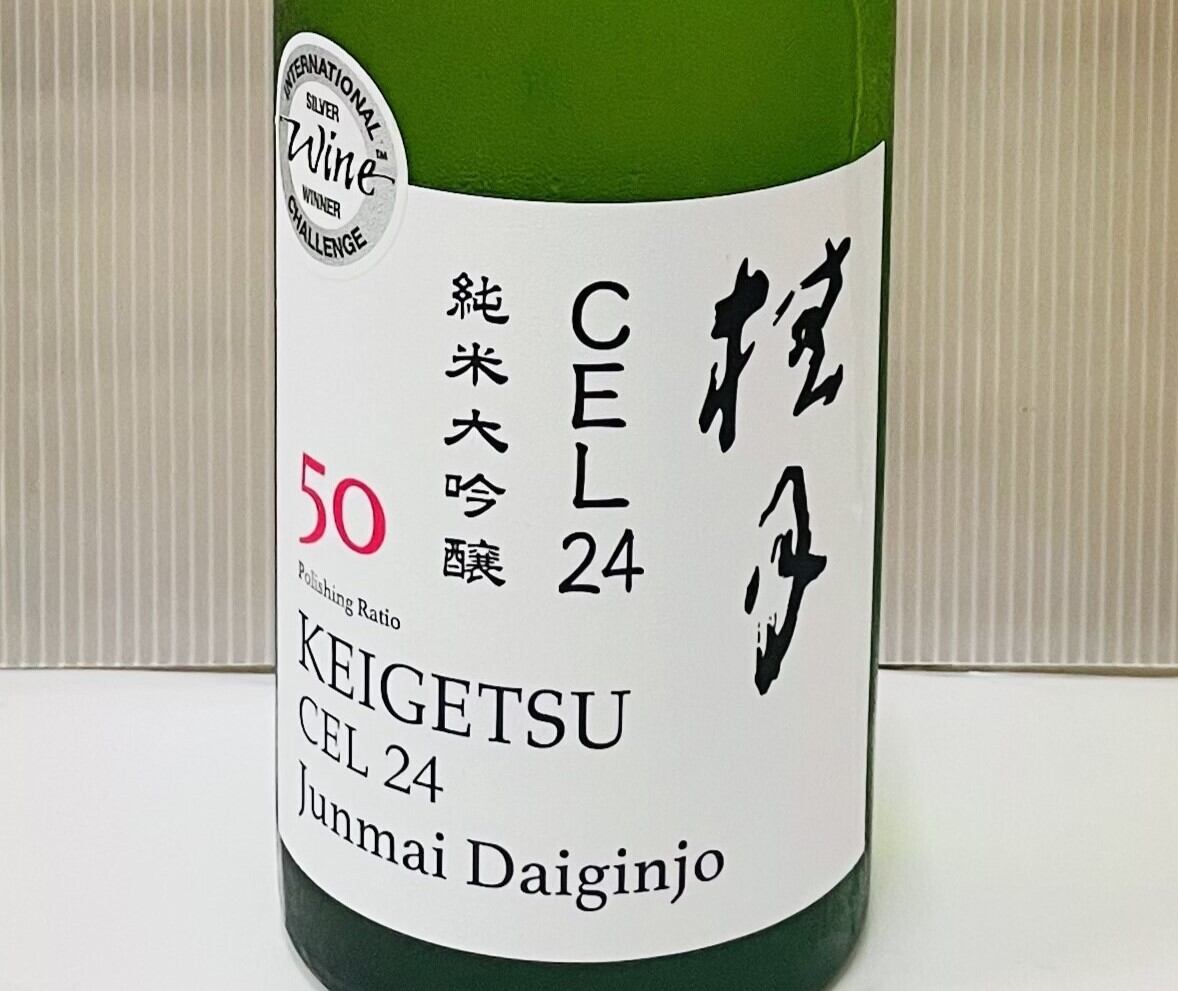 INTERNATIONAL
SILVER
Wine™
WINNER
CHALLENGE
桂月
CEL
24
純米大吟醸
50
Polishing Ratio
KEIGETSU
CEL 24
Junmai Daiginjo